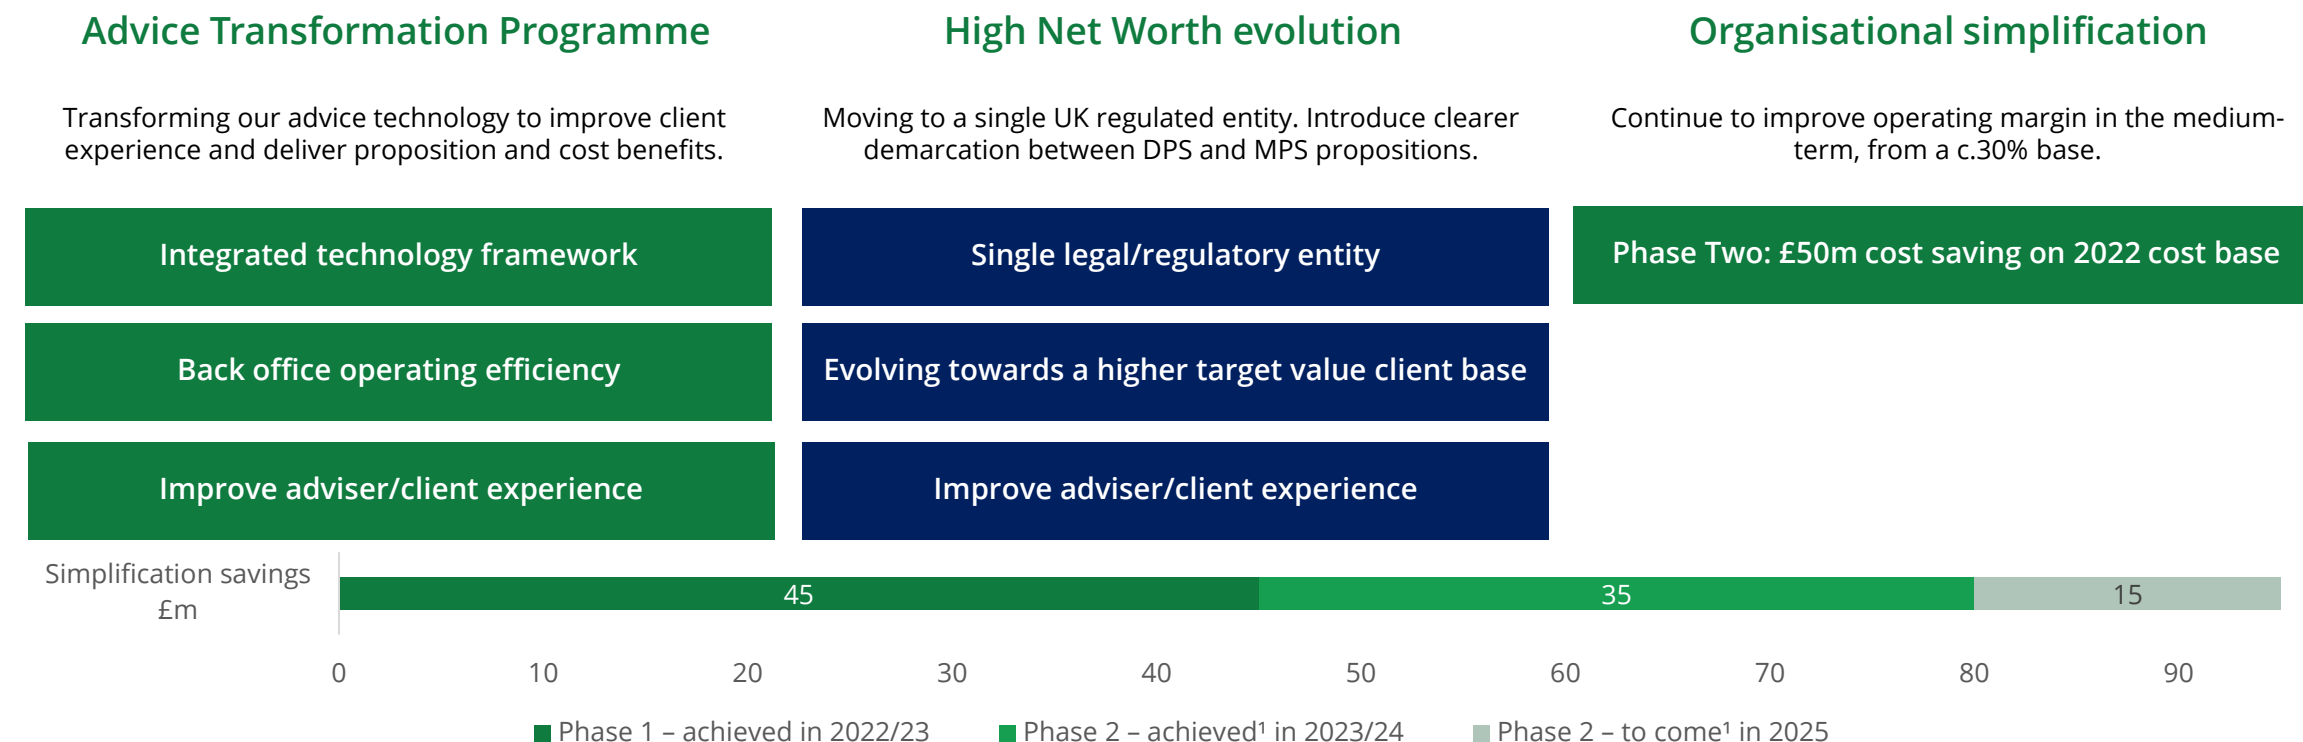 Advice Transformation Programme
Transforming our advice technology to improve client
experience and deliver proposition and cost benefits.
Integrated technology framework
Back office operating efficiency
Improve adviser/client experience
High Net Worth evolution
Moving to a single UK regulated entity. Introduce clearer
demarcation between DPS and MPS propositions.
Single legal/regulatory entity
Evolving towards a higher target value client base
Improve adviser/client experience
Organisational simplification
Continue to improve operating margin in the medium-
term, from a c.30% base.
Phase Two: £50m cost saving on 2022 cost base
Simplification savings
£m
45
35
15
0
10
20
30
40
50
60
70
80
90
Phase 1 – achieved in 2022/23
Phase 2 – achieved¹ in 2023/24
Phase 2 – to come¹ in 2025